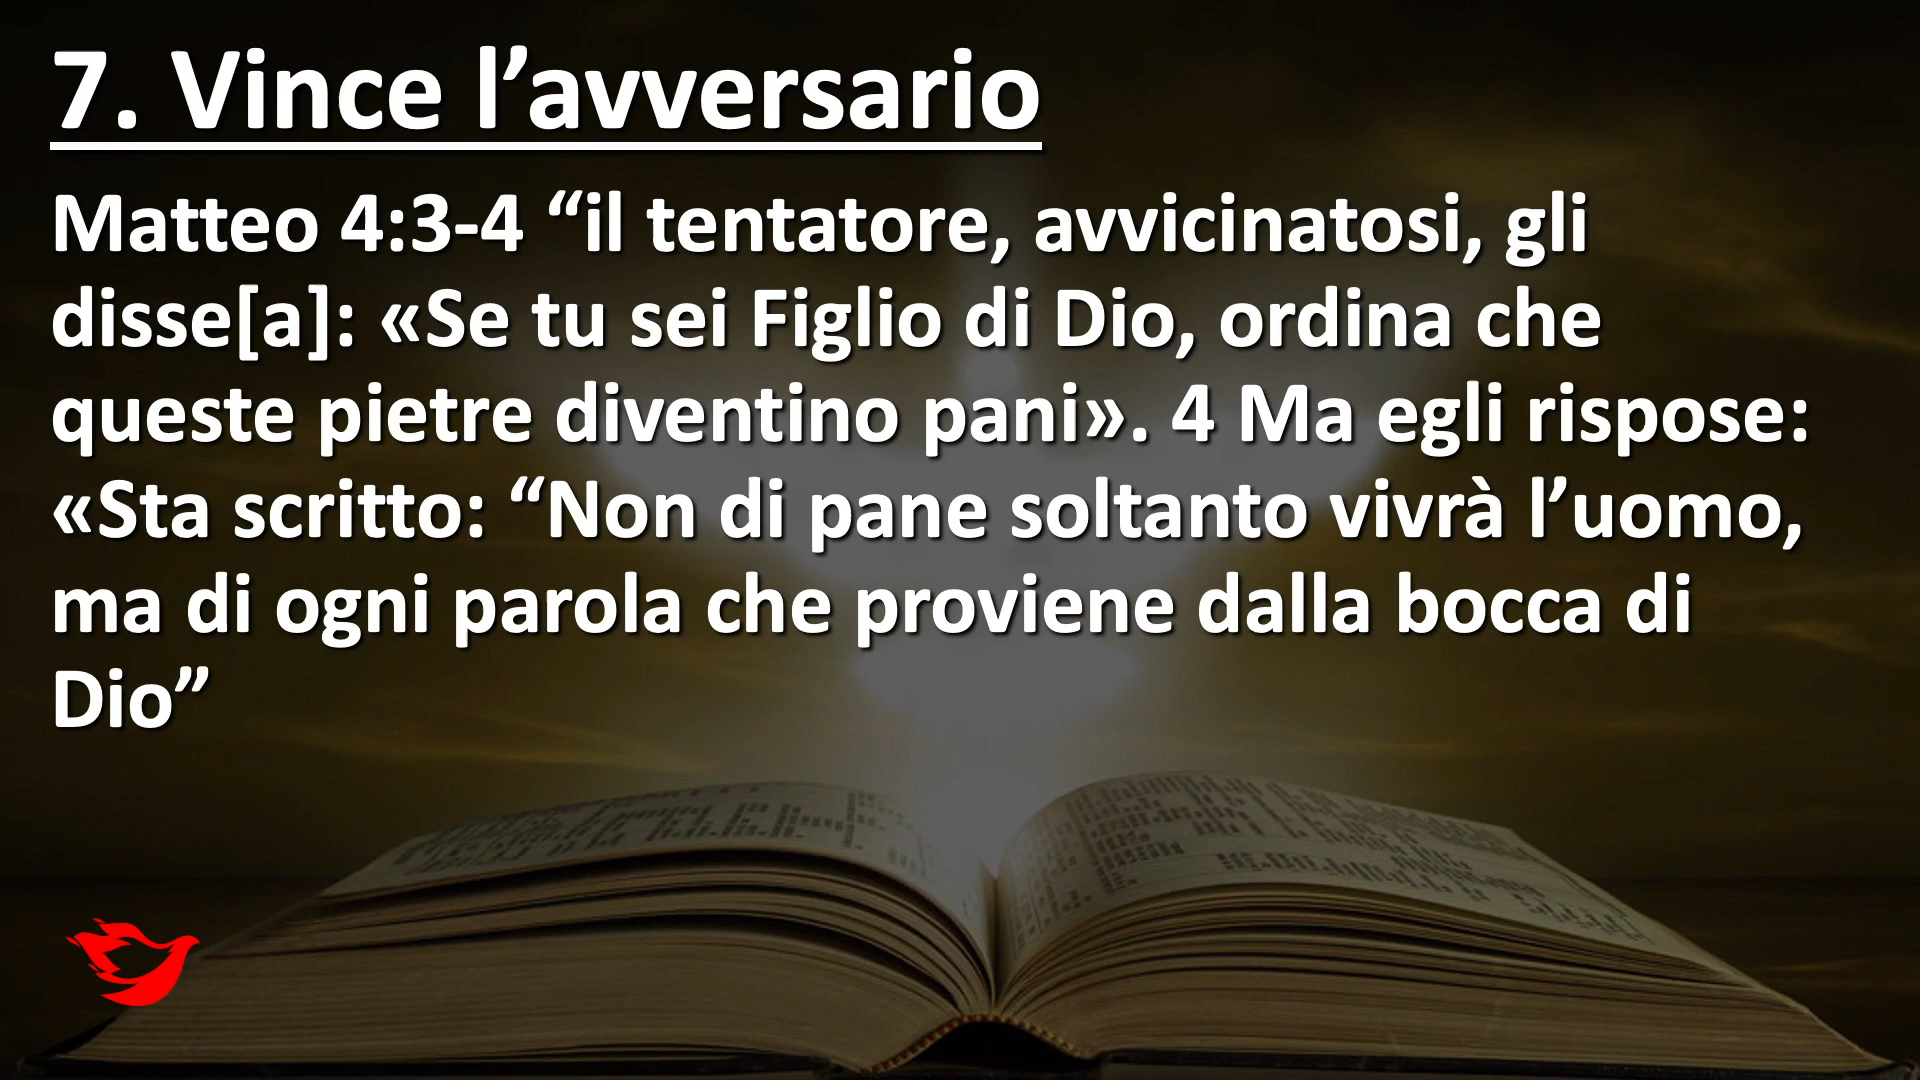 7. Vince l’avversario
Matteo 4:3-4 “il tentatore, avvicinatosi, gli
disse[a]: «Se tu sei Figlio di Dio, ordina che
queste pietre diventino pani». 4 Ma egli rispose:
«Sta scritto: “Non di pane soltanto vivrà l’uomo,
ma di ogni parola che proviene dalla bocca di
Dio”